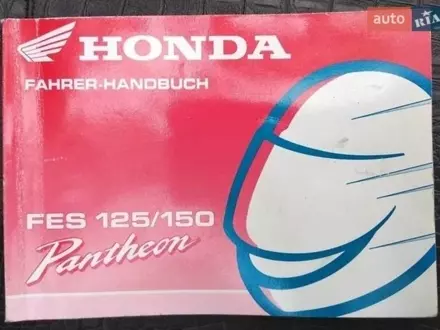 HONDA
FAHRER-HANDBUCH
FES 125/150
Pantheon
auto
RIA